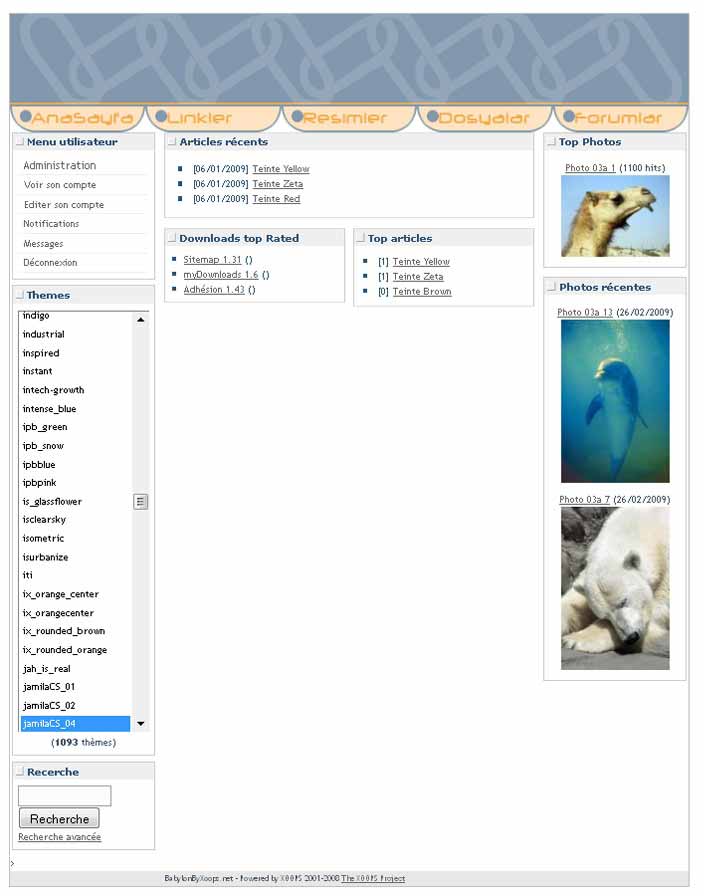 AnaSayfa Linkler Resimler Dosyalar Forumlar
Menu utilisateur
Administration
Voir son compte
Editer son compte
Notifications
Messages
Déconnexion
Themes
indigo
industrial
inspired
instant
intech-growth
intense_blue
ipb_green
ipb_snow
ipbblue
ipbpink
is_glassflower
isclearsky
isometric
isurbanize
iti
ix_orange_center
ix_orangecenter
ix_rounded_brown
ix_rounded_orange
jah_is_real
jamilaCS_01
jamilaCS_02
jamilaCS_04
(1093 thèmes)
Recerche
Recherche
Recherche avancée
>
Articles récents
[06/01/2009] Teinte Yellow
[06/01/2009] Teinte Zeta
[06/01/2009] Teinte Red
Downloads top Rated
Sitemap 1.31 ()
myDownloads 1.6 ()
Adhésion 1.43 ()
Top articles
[1] Teinte Yellow
[1] Teinte Zeta
[0] Teinte Brown
Top Photos
Photo 03a 1 (1100 hits)
Photos récentes
Photo 03a 13 (26/02/2009)
Photo 03a 7 (26/02/2009)
BabylonByXoops.net - Powered by XOOPS 2001-2008 The XOOPS Project